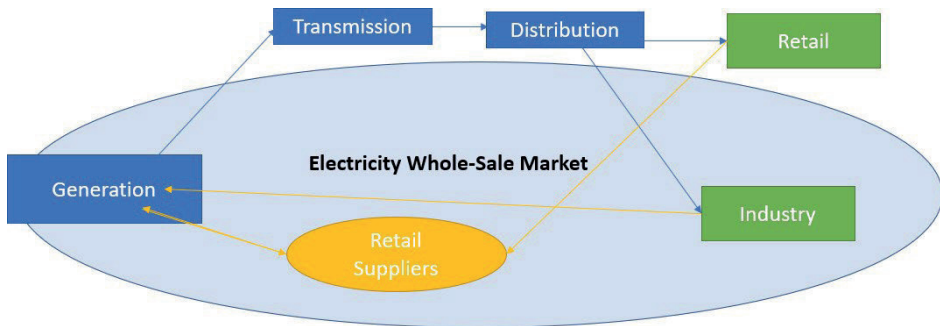 Transmission
Distribution
Retail
Electricity Whole-Sale Market
Generation
Industry
Retail
Suppliers